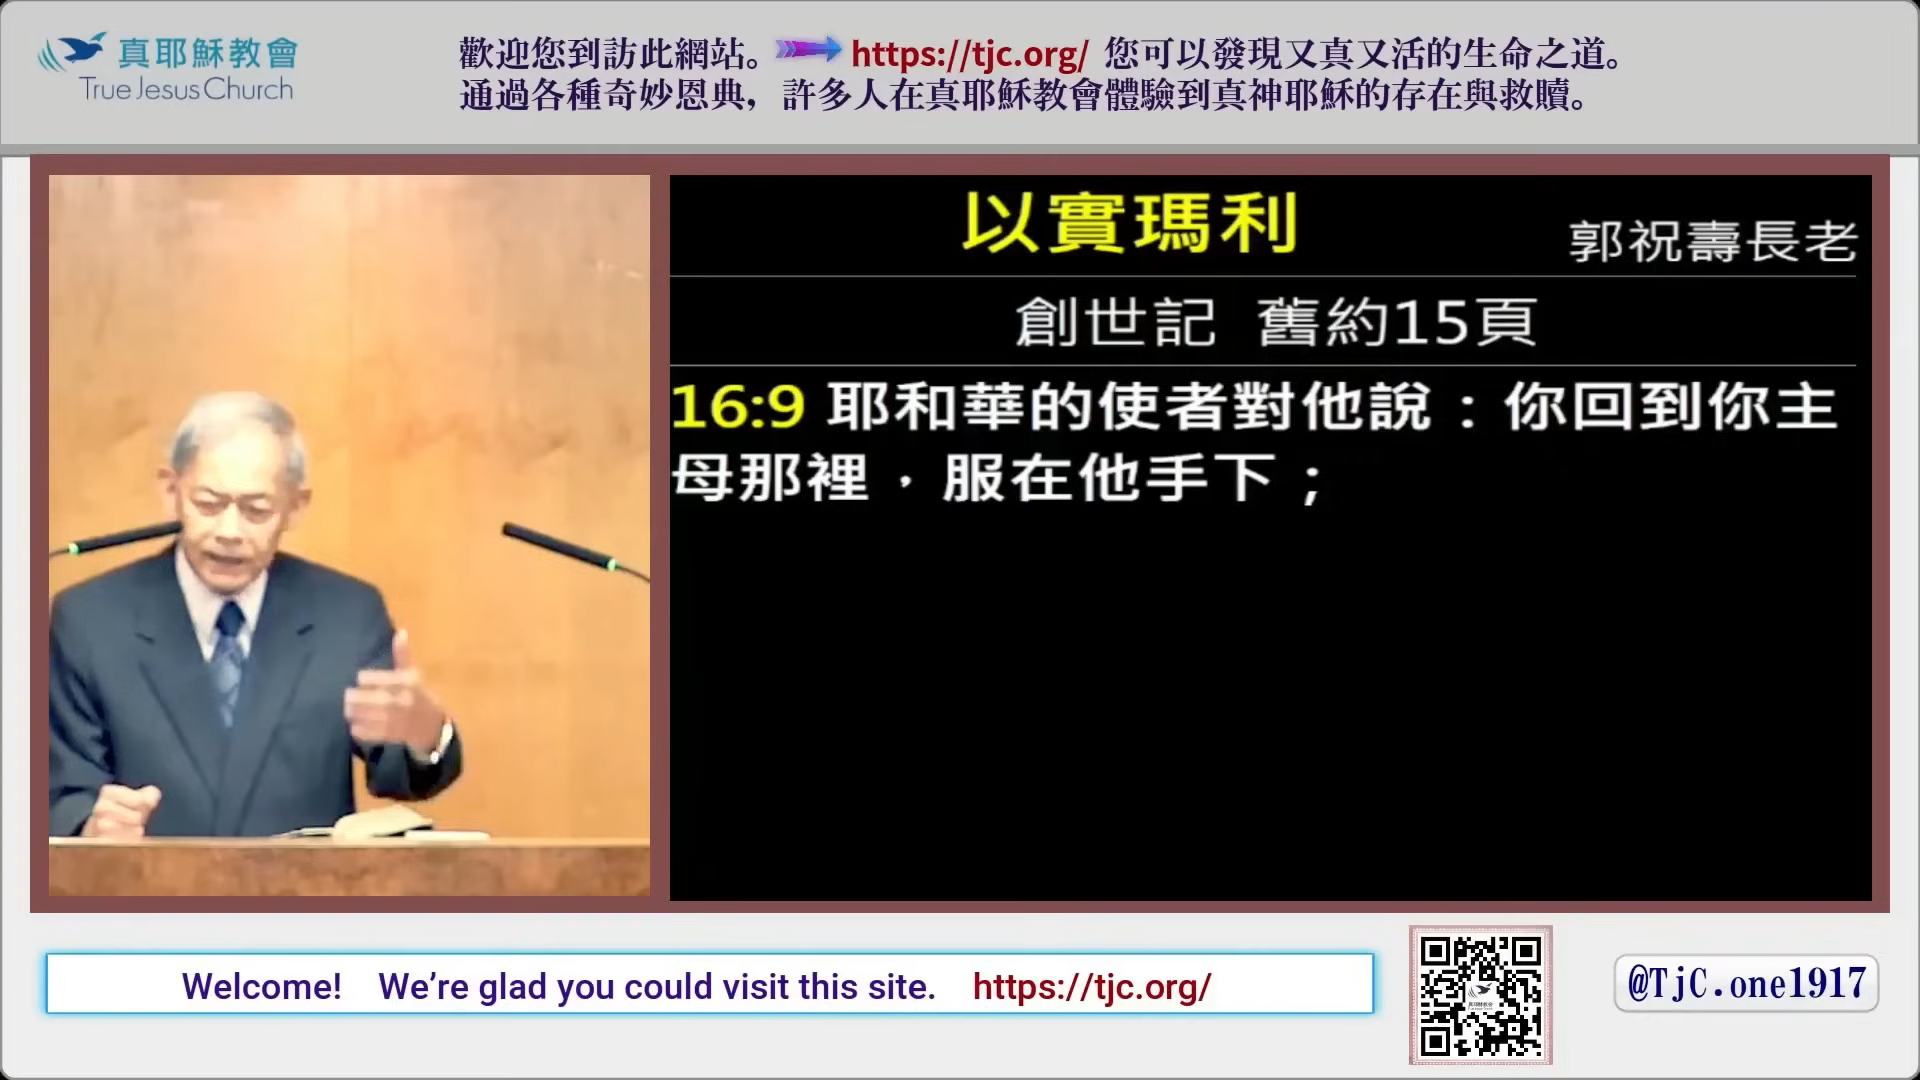 真耶穌教會
True Jesus Church
歡迎您到訪此網站。 https://tjc.org/ 您可以發現又真又活的生命之道。
通過各種奇妙恩典，許多人在真耶穌教會體驗到真神耶穌的存在與救贖。
以實瑪利
郭祝壽長老
創世記 舊約15頁
16:9 耶和華的使者對他說：你回到你主
母那裡，服在他手下；
Welcome! We’re glad you could visit this site. https://tjc.org/
@TjC.one1917